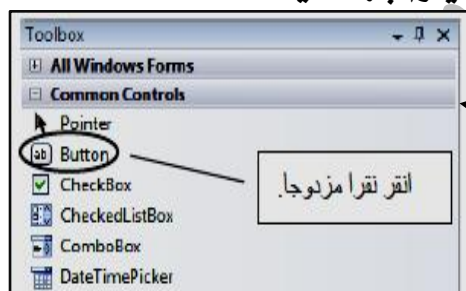 Toolbox
All Windows Forms
Common Controls
Pointer
ab Button
CheckBox
CheckedListBox
ComboBox
DateTimePicker
انقر نقرا مزدوجا.